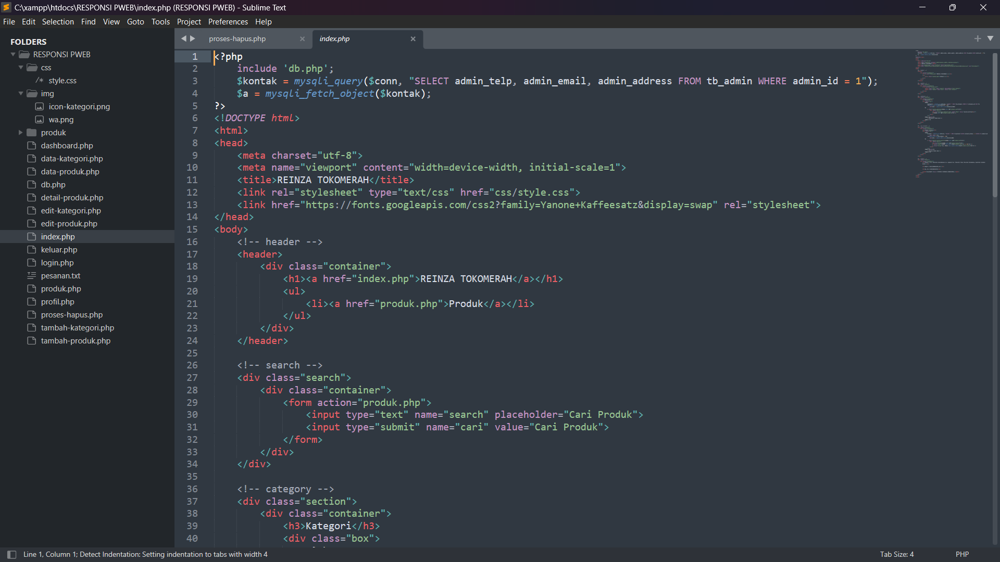 C:\xampp\htdocs\RESPONSI PWEB\index.php (RESPONSI PWEB) - Sublime Text
File Edit Selection Find View Goto Tools Project Preferences Help
FOLDERS
RESPONSI PWEB
css
/* style.css
img
icon-kategori.png
wa.png
produk
dashboard.php
data-kategori.php
data-produk.php
db.php
detail-produk.php
edit-kategori.php
edit-produk.php
index.php
keluar.php
login.php
pesanan.txt
produk.php
profil.php
proses-hapus.php
tambah-kategori.php
tambah-produk.php
proses-hapus.php index.php
1 <?php
2 include 'db.php';
3 $kontak = mysqli_query($conn, "SELECT admin_telp, admin_email, admin_address FROM tb_admin WHERE admin_id = 1");
4 $a = mysqli_fetch_object($kontak);
5 ?>
6 <!DOCTYPE html>
7 <html>
8 <head>
9 <meta charset="utf-8">
10 <meta name="viewport" content="width=device-width, initial-scale=1">
11 <title>REINZA TOKOMERAH</title>
12 <link rel="stylesheet" type="text/css" href="css/style.css">
13 <link href="https://fonts.googleapis.com/css2?family=Yanone+Kaffeesatz&display=swap" rel="stylesheet">
14 </head>
15 <body>
16 <!-- header -->
17 <header>
18 <div class="container">
19 <h1><a href="index.php">REINZA TOKOMERAH</a></h1>
20 <ul>
21 <li><a href="produk.php">Produk</a></li>
22 </ul>
23 </div>
24 </header>
25
26 <!-- search -->
27 <div class="search">
28 <div class="container">
29 <form action="produk.php">
30 <input type="text" name="search" placeholder="Cari Produk">
31 <input type="submit" name="cari" value="Cari Produk">
32 </form>
33 </div>
34 </div>
35
36 <!-- category -->
37 <div class="section">
38 <div class="container">
39 <h3>Kategori</h3>
40 <div class="box">
Line 1, Column 1; Detect Indentation: Setting indentation to tabs with width 4
Tab Size: 4
PHP